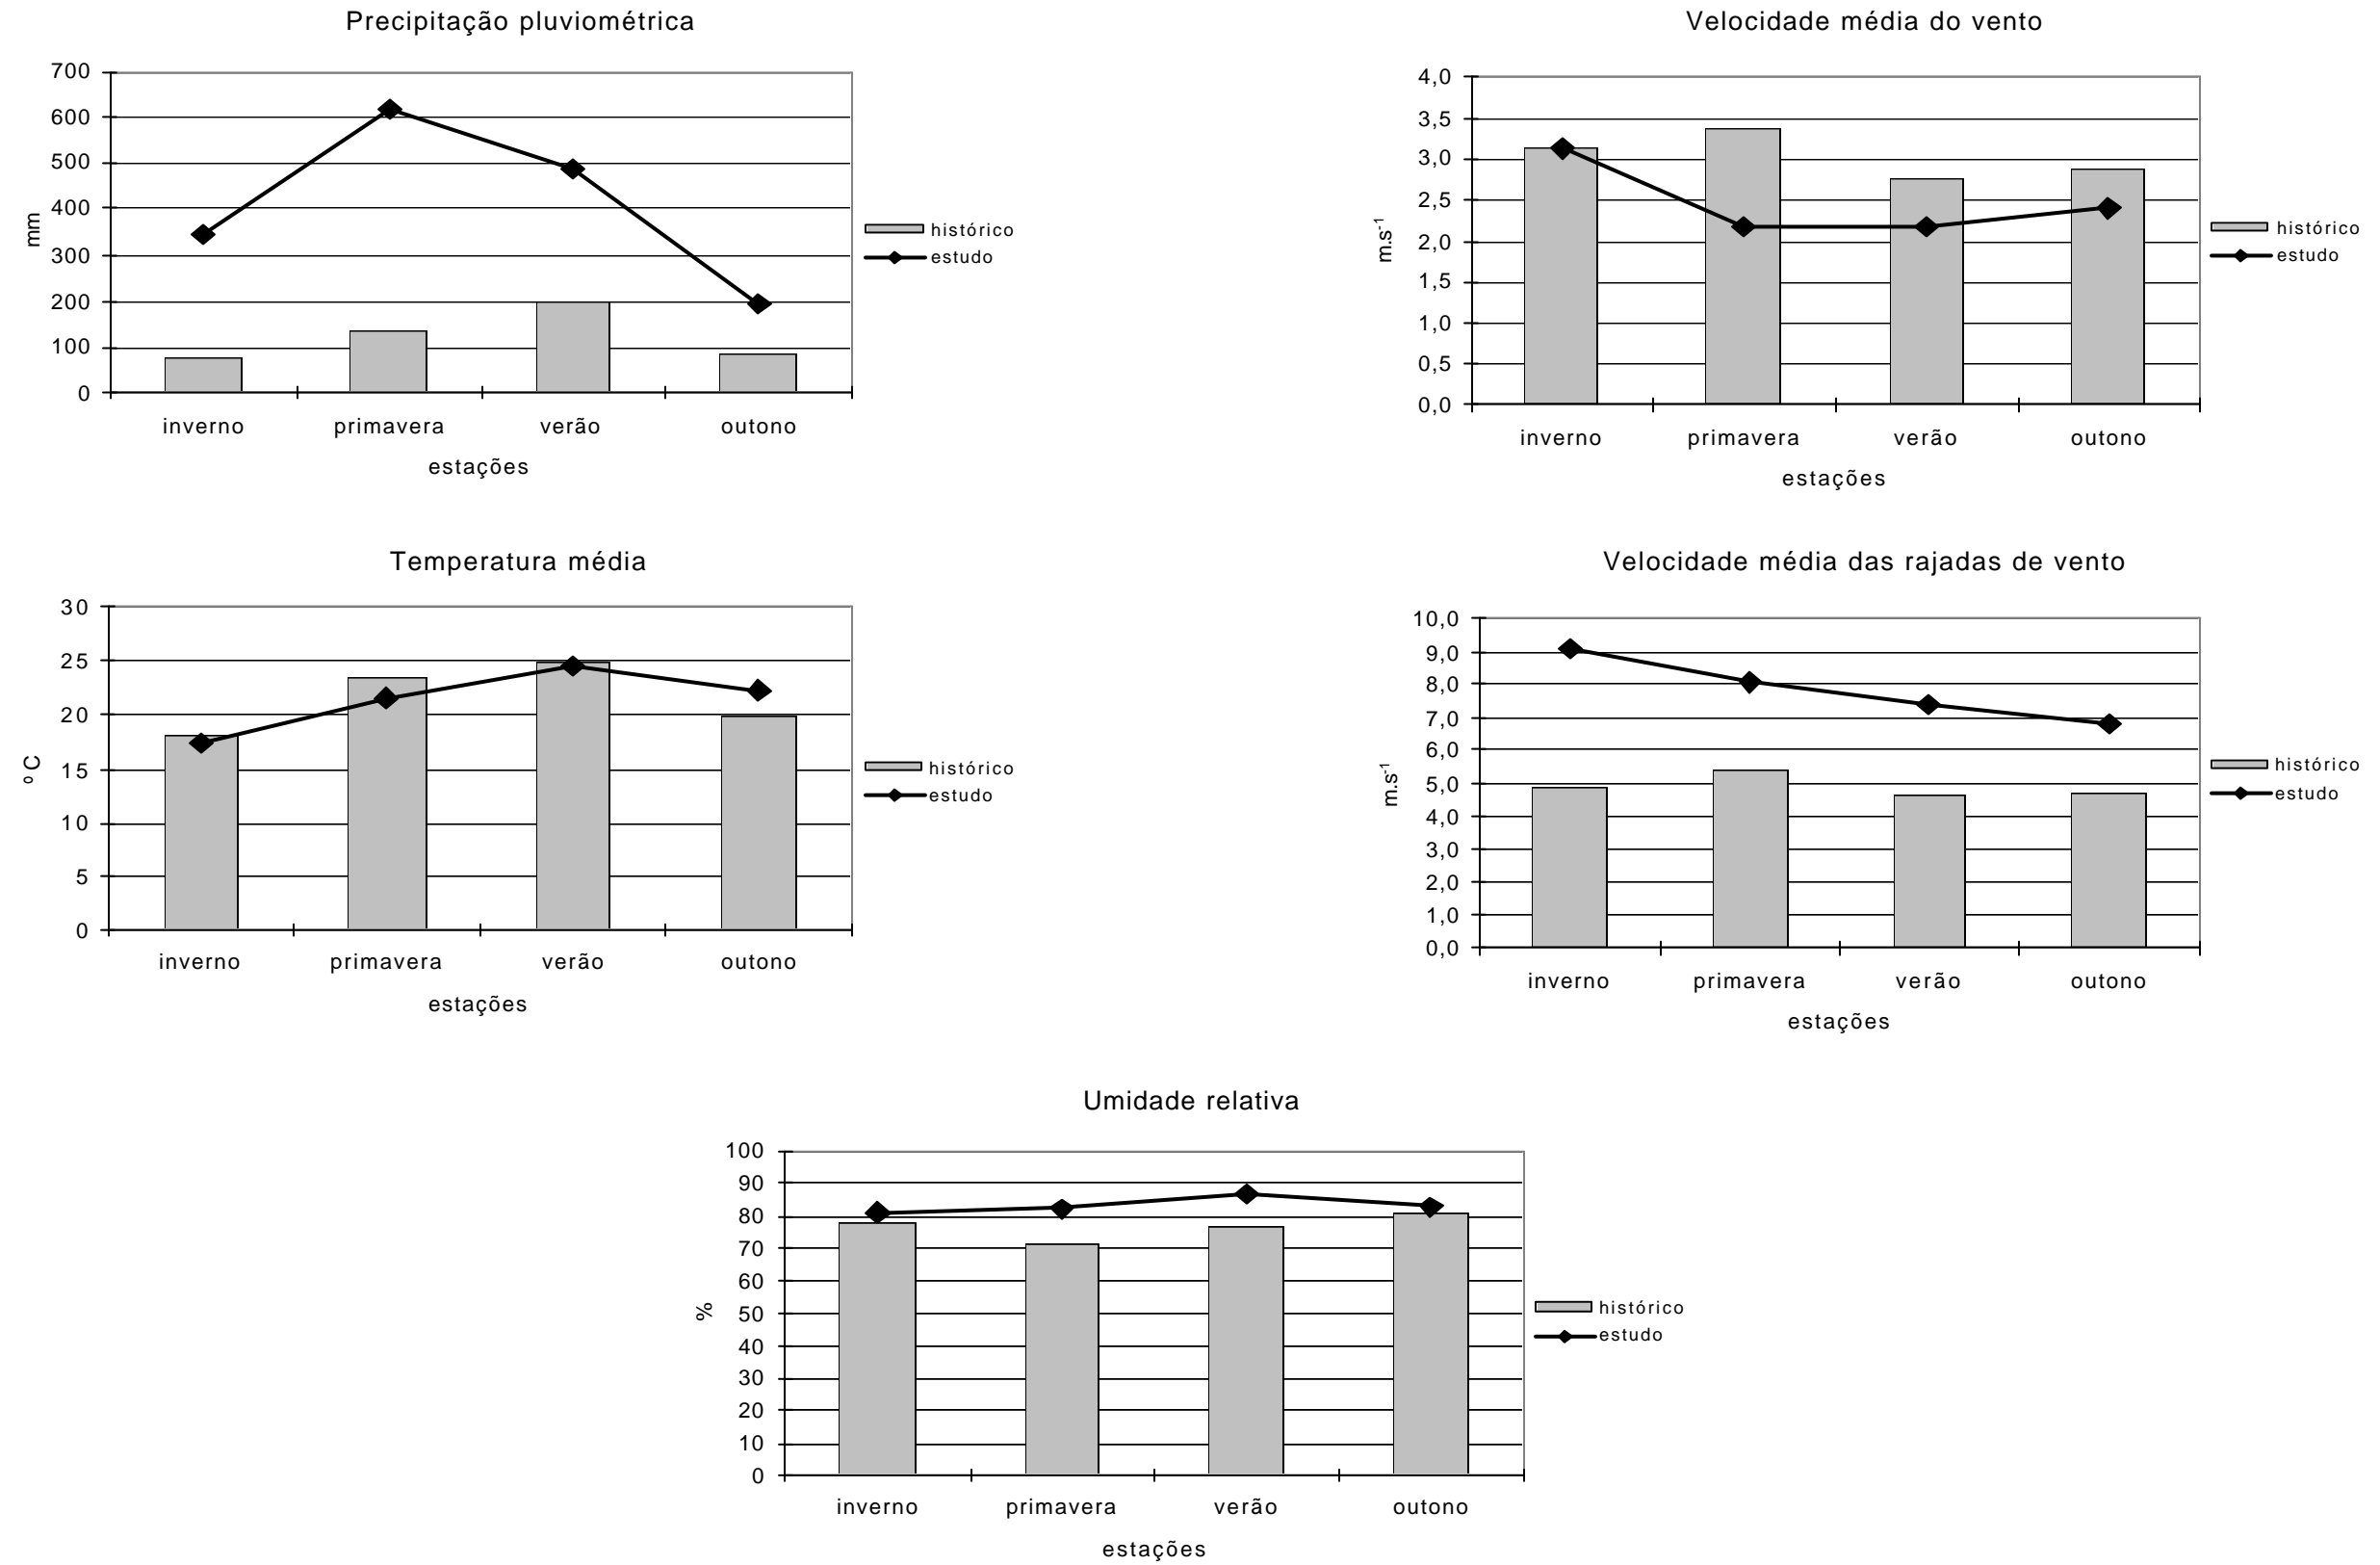 Precipitação pluviométrica
700
600
500
400
300
200
100
0
mm
inverno primavera verão outono
estações
histórico
estudo
Velocidade média do vento
4,0
3,5
3,0
2,5
2,0
1,5
1,0
0,5
0,0
m.s-1
inverno primavera verão outono
estações
histórico
estudo
Temperatura média
30
25
20
15
10
5
0
º C
inverno primavera verão outono
estações
histórico
estudo
Velocidade média das rajadas de vento
10,0
9,0
8,0
7,0
6,0
5,0
4,0
3,0
2,0
1,0
0,0
m.s-1
inverno primavera verão outono
estações
histórico
estudo
Umidade relativa
100
90
80
70
60
50
40
30
20
10
0
%
inverno primavera verão outono
estações
histórico
estudo